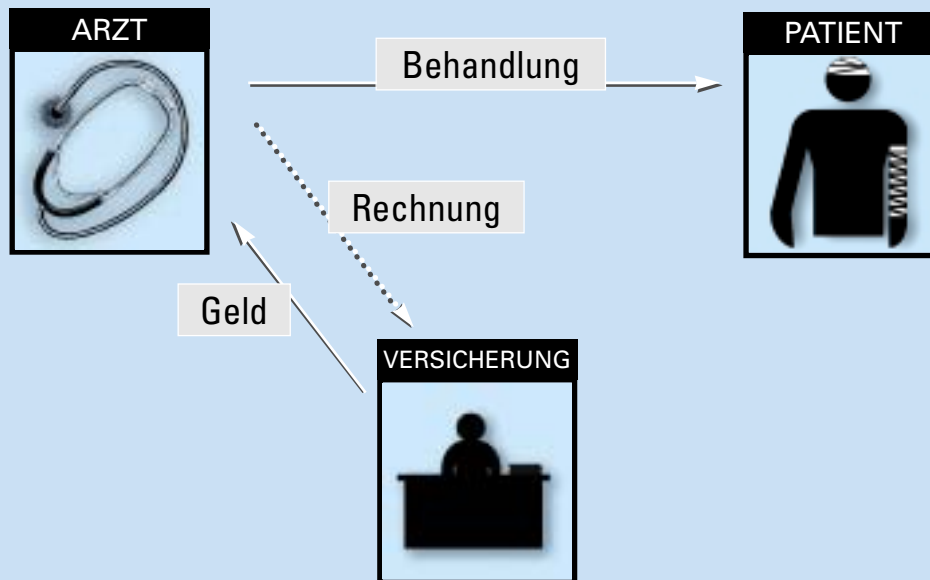 ARZT
PATIENT
Behandlung
Rechnung
Geld
VERSICHERUNG